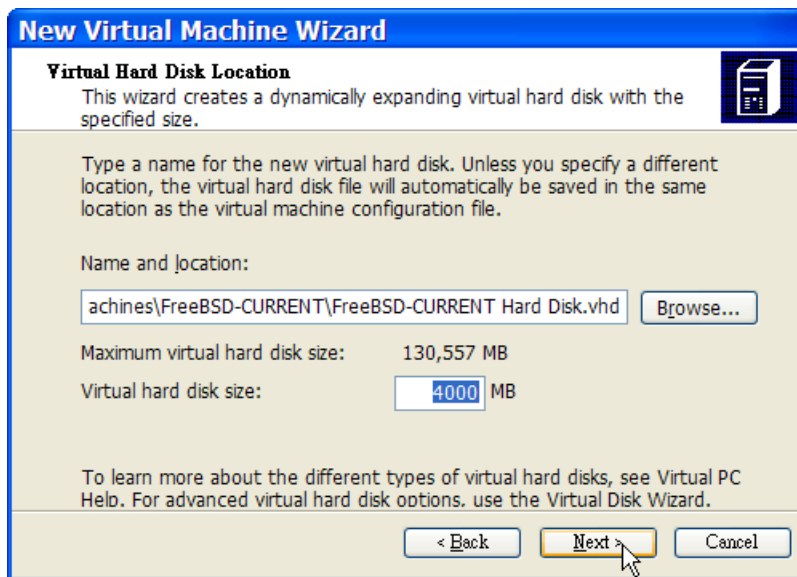 New Virtual Machine Wizard
Virtual Hard Disk Location
This wizard creates a dynamically expanding virtual hard disk with the
specified size.
Type a name for the new virtual hard disk. Unless you specify a different
location, the virtual hard disk file will automatically be saved in the same
location as the virtual machine configuration file.
Name and location:
achines\FreeBSD-CURRENT\FreeBSD-CURRENT Hard Disk.vhd Browse...
Maximum virtual hard disk size: 130,557 MB
Virtual hard disk size: 4000 MB
To learn more about the different types of virtual hard disks, see Virtual PC
Help. For advanced virtual hard disk options, use the Virtual Disk Wizard.
< Back Next > Cancel